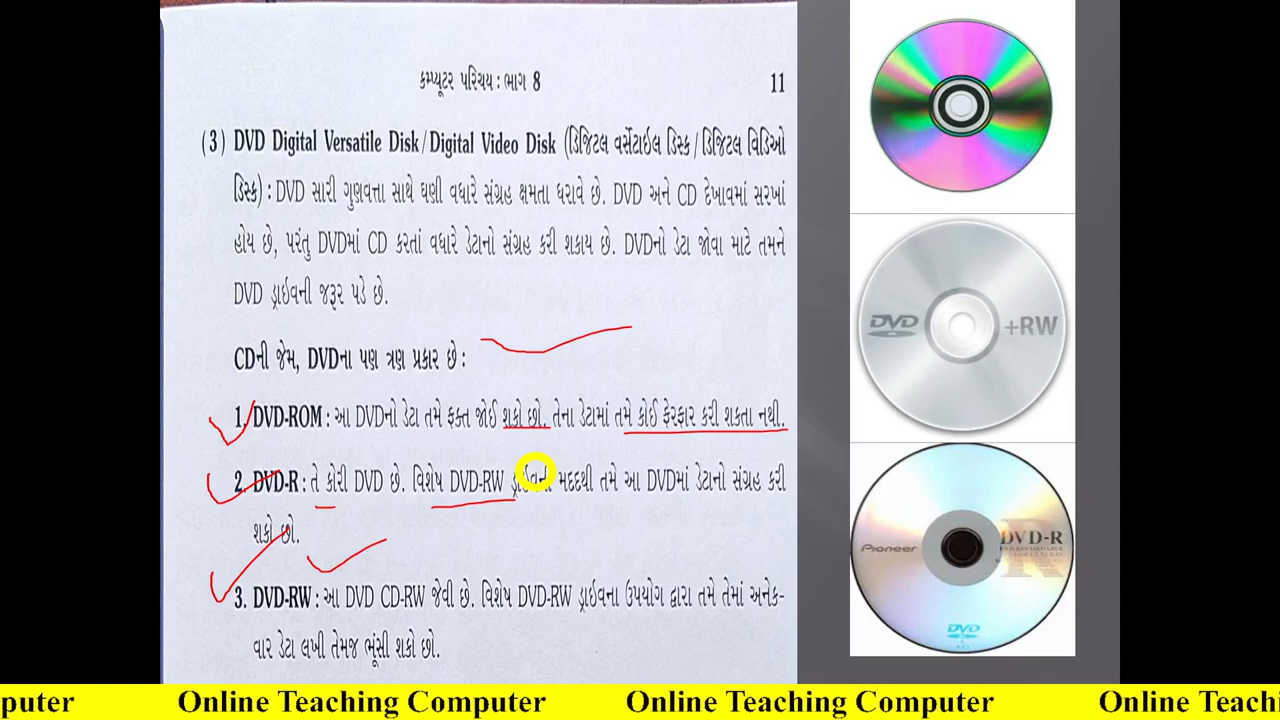 કમ્પ્યૂટર પરિચય : ભાગ 8
11
(3) DVD Digital Versatile Disk/Digital Video Disk (ડિજિટલ વર્સેટાઇલ ડિસ્ક/ડિજિટલ વિડિઓ
ડિસ્ક) : DVD સારી ગુણવત્તા સાથે ઘણી વધારે સંગ્રહ ક્ષમતા ધરાવે છે. DVD અને CD દેખાવમાં સરખાં
હોય છે, પરંતુ DVDમાં CD કરતાં વધારે ડેટાનો સંગ્રહ કરી શકાય છે. DVDનો ડેટા જોવા માટે તમને
DVD ડ્રાઇવની જરૂર પડે છે.
CDની જેમ, DVDના પણ ત્રણ પ્રકાર છે :
1. DVD-ROM : આ DVDનો ડેટા તમે ફક્ત જોઈ શકો છો. તેના ડેટામાં તમે કોઈ ફેરફાર કરી શકતા નથી.
2. DVD-R : તે કોરી DVD છે. વિશેષ DVD-RW ડ્રાઇવની મદદથી તમે આ DVDમાં ડેટાનો સંગ્રહ કરી
શકો છો.
3. DVD-RW : આ DVD CD-RW જેવી છે. વિશેષ DVD-RW ડ્રાઇવના ઉપયોગ દ્વારા તમે તેમાં અનેક-
વાર ડેટા લખી તેમજ ભૂંસી શકો છો.
DVD +RW
Pioneer DVD-R
R
DVD
puter Online Teaching Computer Online Teaching Computer Online Teachi